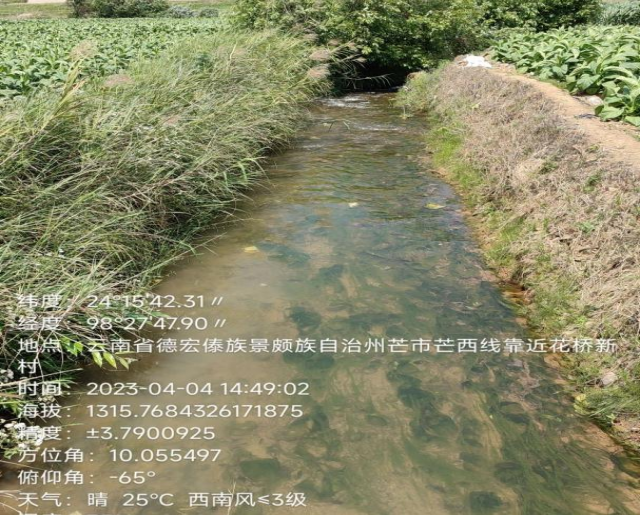 纬度：24°15′42.31〃
经度：98°27′47.90〃
地点：云南省德宏傣族景颇族自治州芒市芒西线靠近花桥新
村
时间：2023-04-04 14:49:02
海拔：1315.7684326171875
精度：±3.7900925
方位角：10.055497
俯仰角：-65°
天气：晴 25℃ 西南风≤3级